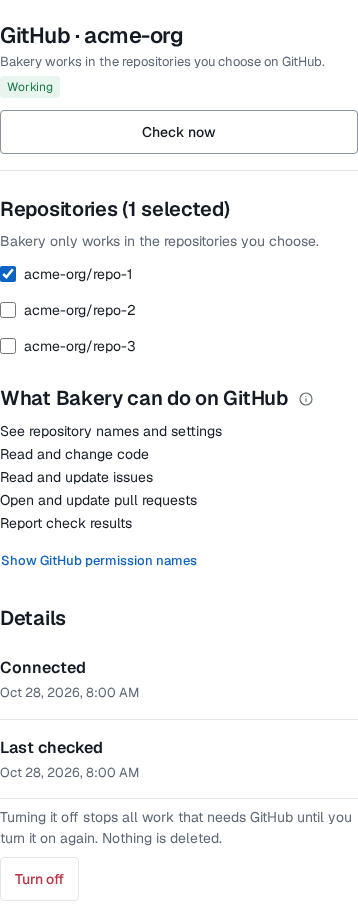 GitHub · acme-org
Bakery works in the repositories you choose on GitHub.
Working
Check now
Repositories (1 selected)
Bakery only works in the repositories you choose.
acme-org/repo-1
acme-org/repo-2
acme-org/repo-3
What Bakery can do on GitHub
See repository names and settings
Read and change code
Read and update issues
Open and update pull requests
Report check results
Show GitHub permission names
Details
Connected
Oct 28, 2026, 8:00 AM
Last checked
Oct 28, 2026, 8:00 AM
Turning it off stops all work that needs GitHub until you
turn it on again. Nothing is deleted.
Turn off